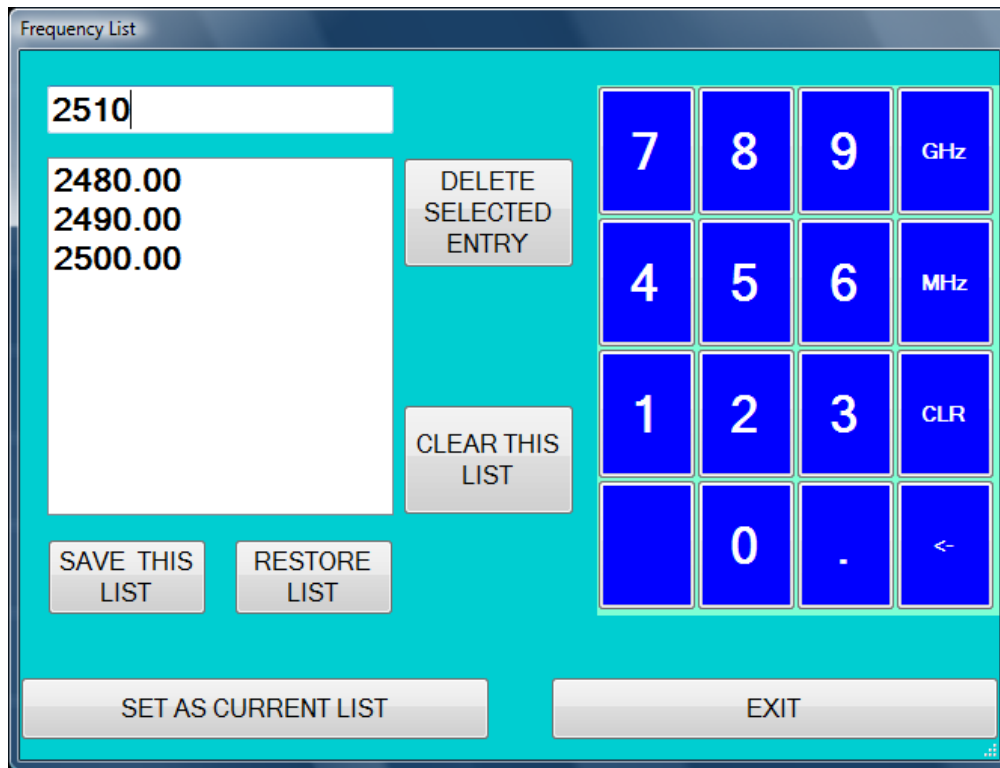 Frequency List
2510
2480.00
2490.00
2500.00
DELETE
SELECTED
ENTRY
CLEAR THIS
LIST
SAVE THIS
LIST
RESTORE
LIST
7 8 9 GHz
4 5 6 MHz
1 2 3 CLR
0 . <-
SET AS CURRENT LIST
EXIT